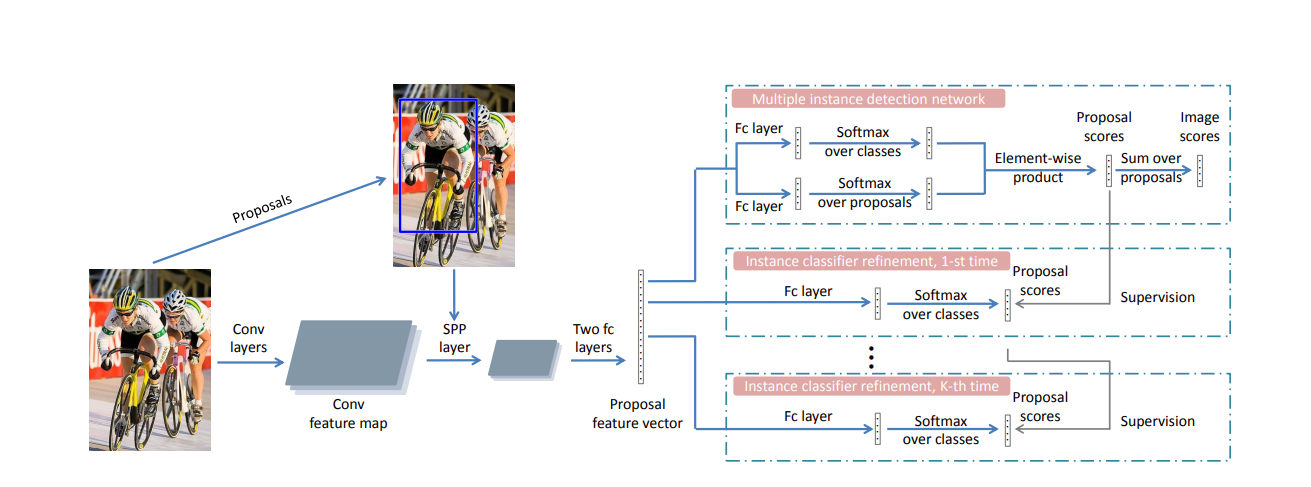 Proposals
Conv
layers
Conv
feature map
SPP
layer
Two fc
layers
Proposal
feature vector
Multiple instance detection network
Fc layer
Softmax
over classes
Fc layer
Softmax
over proposals
Element-wise
product
Proposal
scores
Sum over
proposals
Image
scores
Instance classifier refinement, 1-st time
Fc layer
Softmax
over classes
Proposal
scores
Supervision
Instance classifier refinement, K-th time
Fc layer
Softmax
over classes
Proposal
scores
Supervision